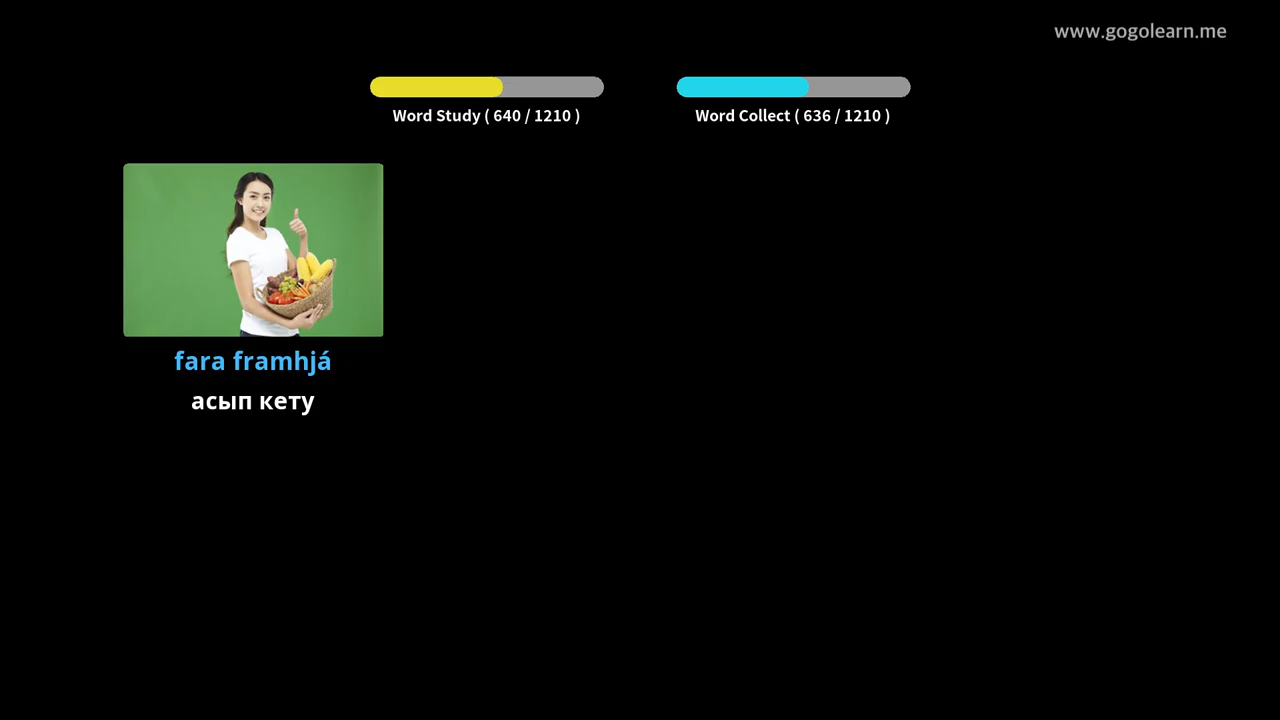 www.gogolearn.me
Word Study ( 640 / 1210 )
Word Collect ( 636 / 1210 )
fara framhjá
асып кету